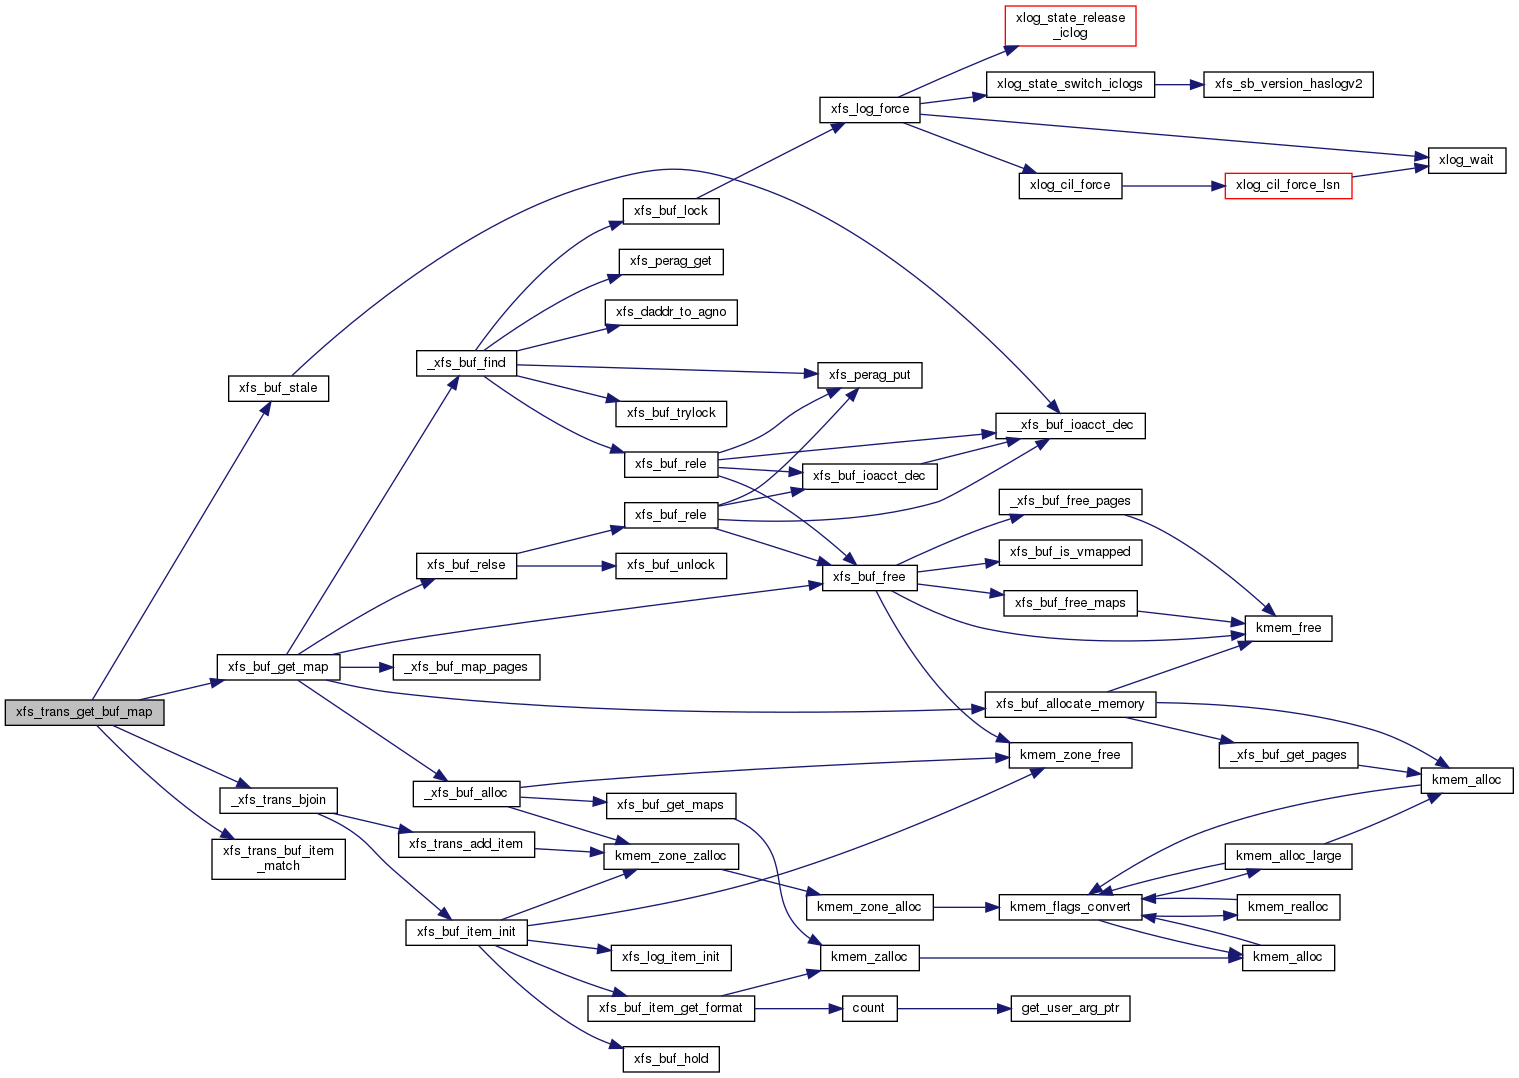 xlog_state_release
_iclog
xlog_state_switch_iclogs
xfs_sb_version_haslogv2
xfs_log_force
xlog_wait
xlog_cil_force
xlog_cil_force_lsn
xfs_buf_lock
xfs_perag_get
xfs_daddr_to_agno
_xfs_buf_find
xfs_perag_put
xfs_buf_stale
xfs_buf_trylock
__xfs_buf_ioacct_dec
xfs_buf_rele
xfs_buf_ioacct_dec
_xfs_buf_free_pages
xfs_buf_rele
xfs_buf_is_vmapped
xfs_buf_relse
xfs_buf_unlock
xfs_buf_free
xfs_buf_free_maps
kmem_free
xfs_buf_get_map
_xfs_buf_map_pages
xfs_buf_allocate_memory
xfs_trans_get_buf_map
kmem_zone_free
_xfs_buf_get_pages
kmem_alloc
_xfs_buf_alloc
_xfs_trans_bjoin
xfs_buf_get_maps
xfs_trans_add_item
xfs_trans_buf_item
_match
kmem_zone_zalloc
kmem_alloc_large
kmem_zone_alloc
kmem_flags_convert
kmem_realloc
xfs_buf_item_init
xfs_log_item_init
kmem_zalloc
kmem_alloc
xfs_buf_item_get_format
count
get_user_arg_ptr
xfs_buf_hold